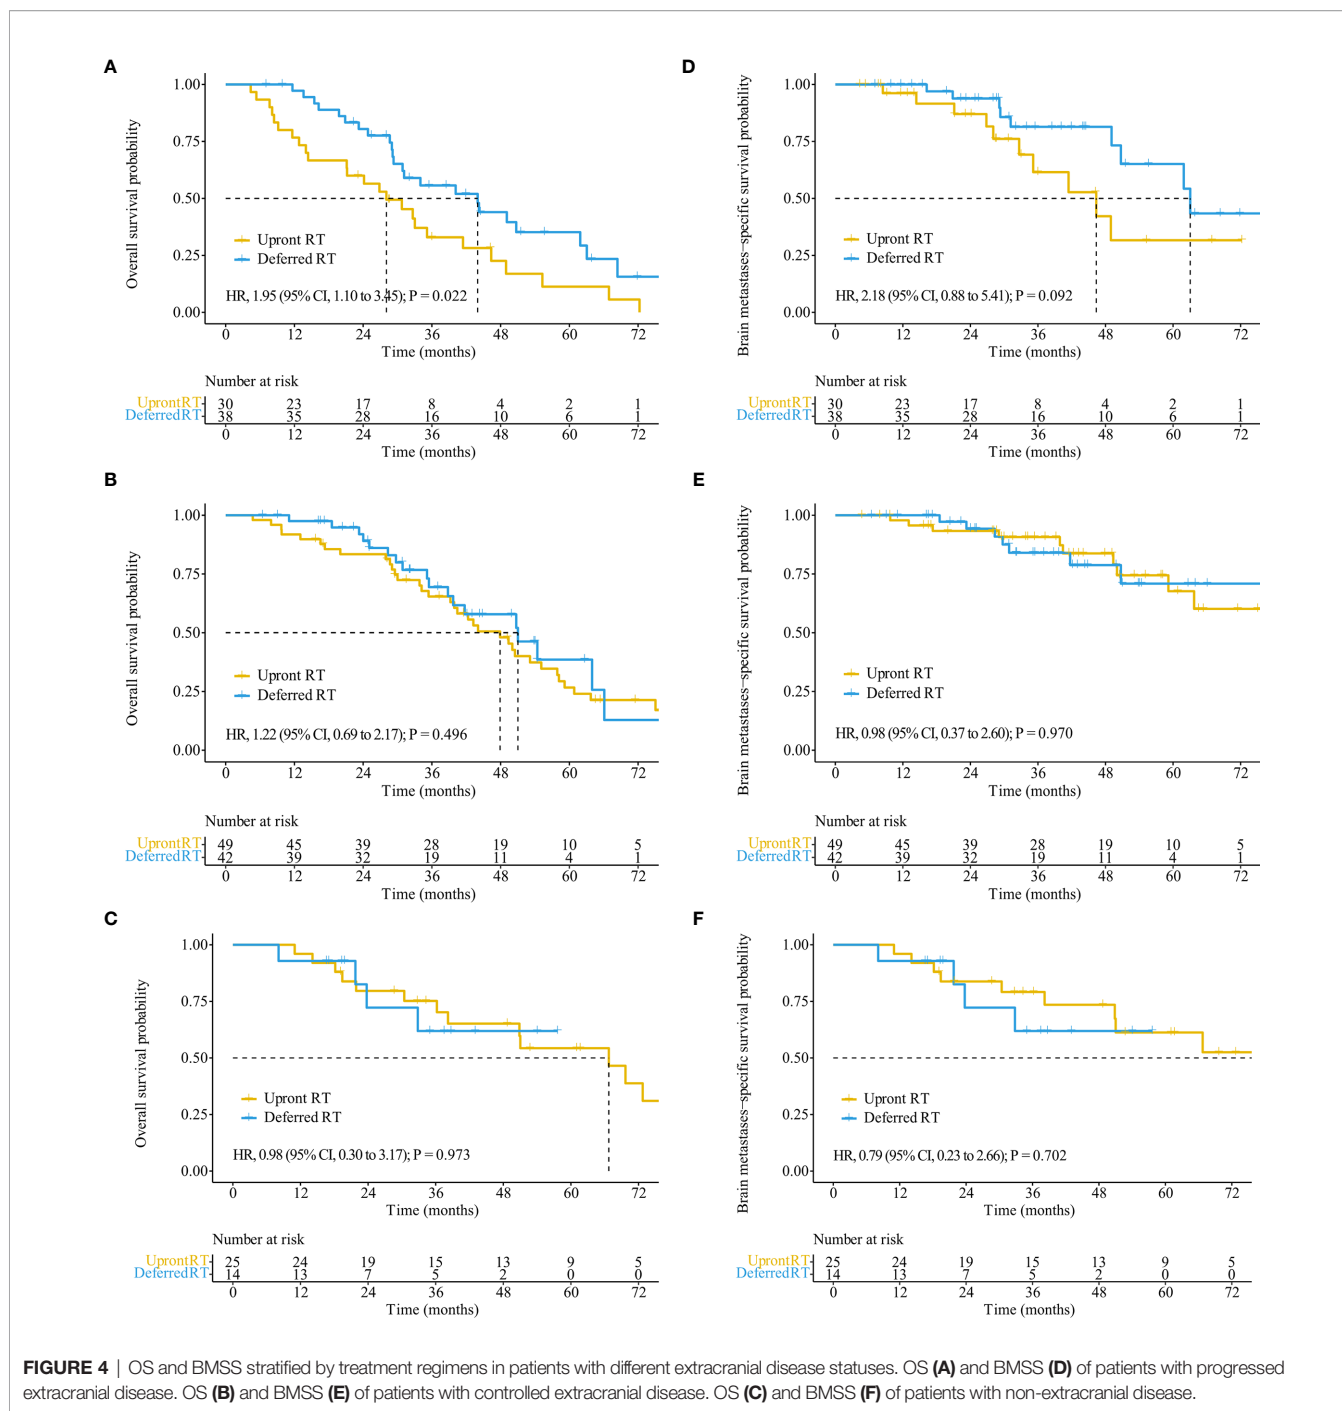 A
1.00
0.75
0.50
0.25
0.00
Overall survival probability
Upront RT
Deferred RT
HR, 1.95 (95% CI, 1.10 to 3.45); P = 0.022
0 12 24 36 48 60 72
Time (months)
Number at risk
UprontRT 30 23 17 8 4 2 1
DeferredRT 38 35 28 16 10 6 1
0 12 24 36 48 60 72
Time (months)
D
1.00
0.75
0.50
0.25
0.00
Brain metastases-specific survival probability
Upront RT
Deferred RT
HR, 2.18 (95% CI, 0.88 to 5.41); P = 0.092
0 12 24 36 48 60 72
Time (months)
Number at risk
UprontRT 30 23 17 8 4 2 1
DeferredRT 38 35 28 16 10 6 1
0 12 24 36 48 60 72
Time (months)
B
1.00
0.75
0.50
0.25
0.00
Overall survival probability
Upront RT
Deferred RT
HR, 1.22 (95% CI, 0.69 to 2.17); P = 0.496
0 12 24 36 48 60 72
Time (months)
Number at risk
UprontRT 49 45 39 28 19 10 5
DeferredRT 42 39 32 19 11 4 1
0 12 24 36 48 60 72
Time (months)
E
1.00
0.75
0.50
0.25
0.00
Brain metastases-specific survival probability
Upront RT
Deferred RT
HR, 0.98 (95% CI, 0.37 to 2.60); P = 0.970
0 12 24 36 48 60 72
Time (months)
Number at risk
UprontRT 49 45 39 28 19 10 5
DeferredRT 42 39 32 19 11 4 1
0 12 24 36 48 60 72
Time (months)
C
1.00
0.75
0.50
0.25
0.00
Overall survival probability
Upront RT
Deferred RT
HR, 0.98 (95% CI, 0.30 to 3.17); P = 0.973
0 12 24 36 48 60 72
Time (months)
Number at risk
UprontRT 25 24 19 15 13 9 5
DeferredRT 14 13 7 5 2 0 0
0 12 24 36 48 60 72
Time (months)
F
1.00
0.75
0.50
0.25
0.00
Brain metastases-specific survival probability
Upront RT
Deferred RT
HR, 0.79 (95% CI, 0.23 to 2.66); P = 0.702
0 12 24 36 48 60 72
Time (months)
Number at risk
UprontRT 25 24 19 15 13 9 5
DeferredRT 14 13 7 5 2 0 0
0 12 24 36 48 60 72
Time (months)
FIGURE 4 | OS and BMSS stratified by treatment regimens in patients with different extracranial disease statuses. OS (A) and BMSS (D) of patients with progressed
extracranial disease. OS (B) and BMSS (E) of patients with controlled extracranial disease. OS (C) and BMSS (F) of patients with non-extracranial disease.